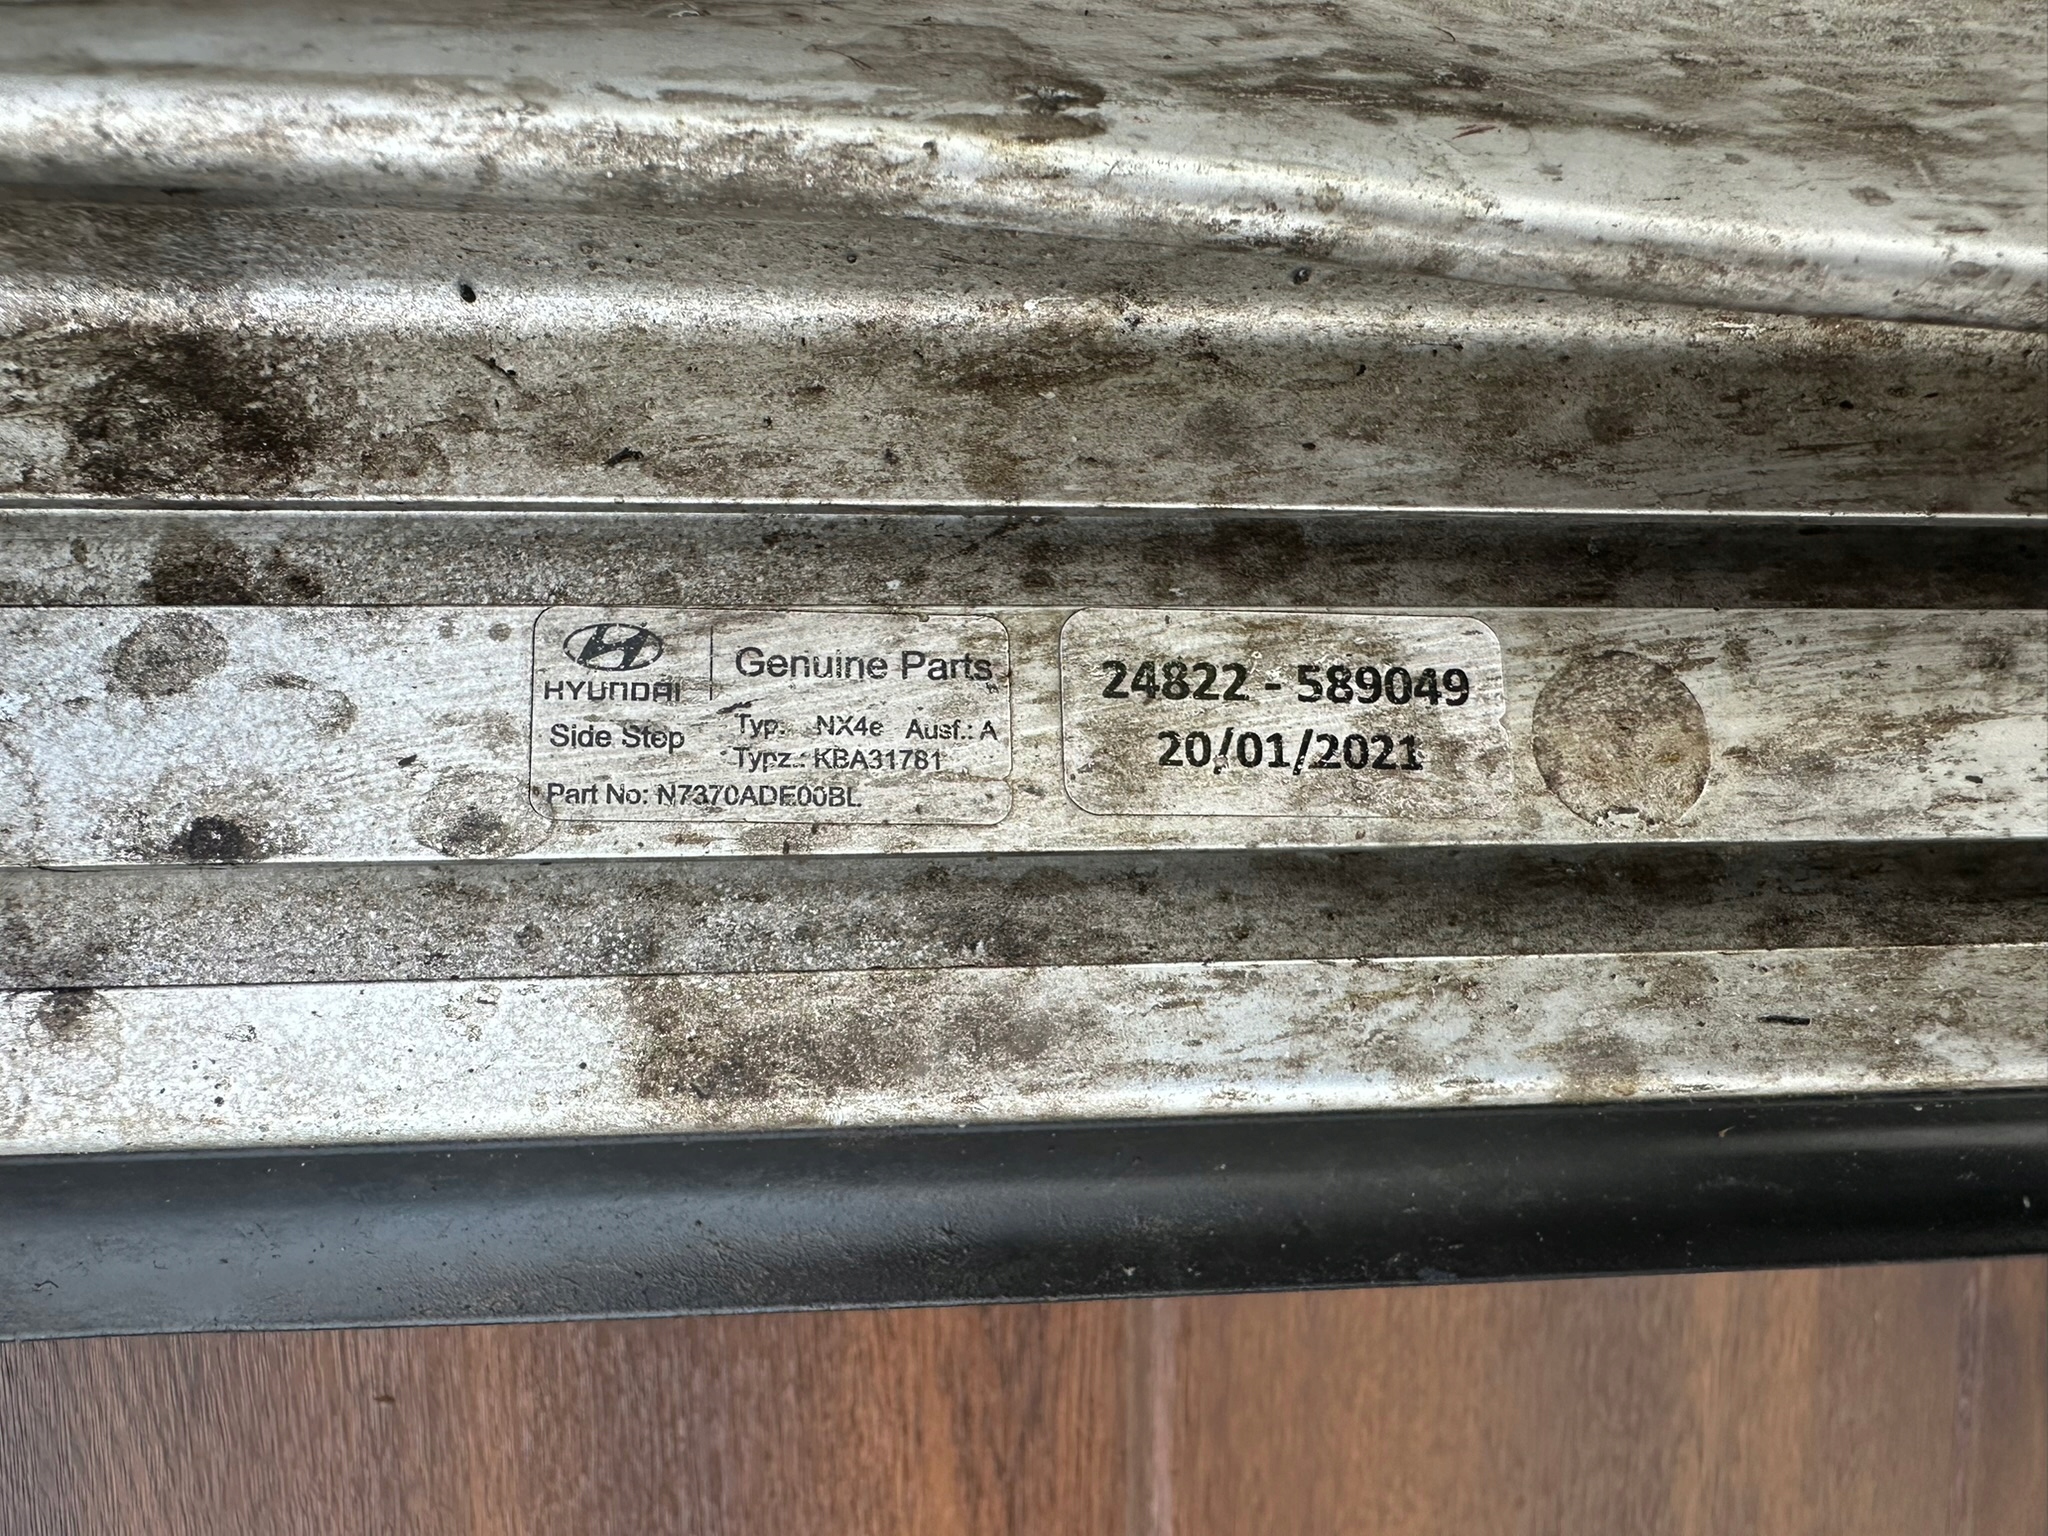 HYUNDAI
Genuine Parts
Side Step
Typ: NX4e Ausf.: A
Typz.: KBA31781
Part No: N7370ADE00BL
24822 - 589049
20/01/2021